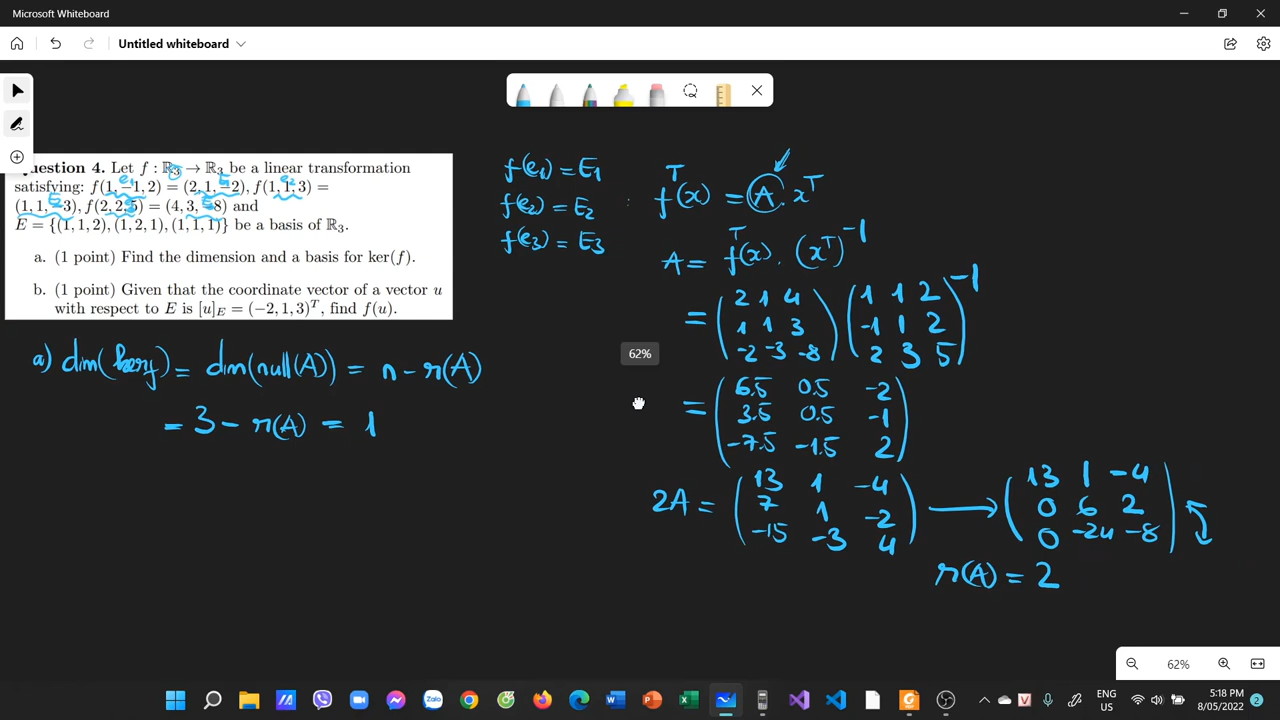 Microsoft Whiteboard
Untitled whiteboard
Question 4. Let f : ℝ₃ → ℝ₃ be a linear transformation
satisfying: f(1, −1, 2) = (2, 1, −2), f(1, 1, 3) =
(1, 1, −3), f(2, 2, 5) = (4, 3, −8) and
E = {(1, 1, 2), (1, 2, 1), (1, 1, 1)} be a basis of ℝ₃.
a. (1 point) Find the dimension and a basis for ker(f).
b. (1 point) Given that the coordinate vector of a vector u
with respect to E is [u]_E = (−2, 1, 3)^T, find f(u).
a) dim(kerf) = dim(null(A)) = n − r(A)
= 3 − r(A) = 1
f(e₁) = E₁
f(e₂) = E₂
f(e₃) = E₃
f^T(x) = A . x^T
A = f^T(x) . (x^T)^−1
= ( 2 1 4 ) ( 1 1 2 )^−1
1 1 3 -1 1 2
-2 -3 -8 2 3 5
62%
= ( 6.5 0.5 -2 )
3.5 0.5 -1
-7.5 -1.5 2
2A = ( 13 1 -4 ) → ( 13 1 -4 )
7 1 -2 0 6 2
-15 -3 4 0 -24 -8
r(A) = 2
62%
ENG
US
5:18 PM
8/05/2022
2